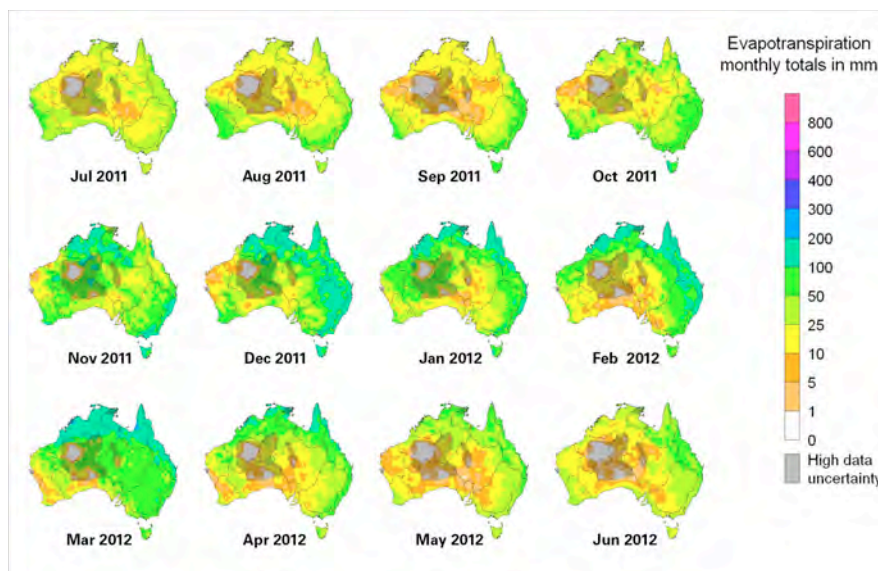 Evapotranspiration
monthly totals in mm
Jul 2011
Aug 2011
Sep 2011
Oct 2011
800
600
400
300
200
100
50
25
10
5
1
0
High data
uncertainty
Nov 2011
Dec 2011
Jan 2012
Feb 2012
Mar 2012
Apr 2012
May 2012
Jun 2012